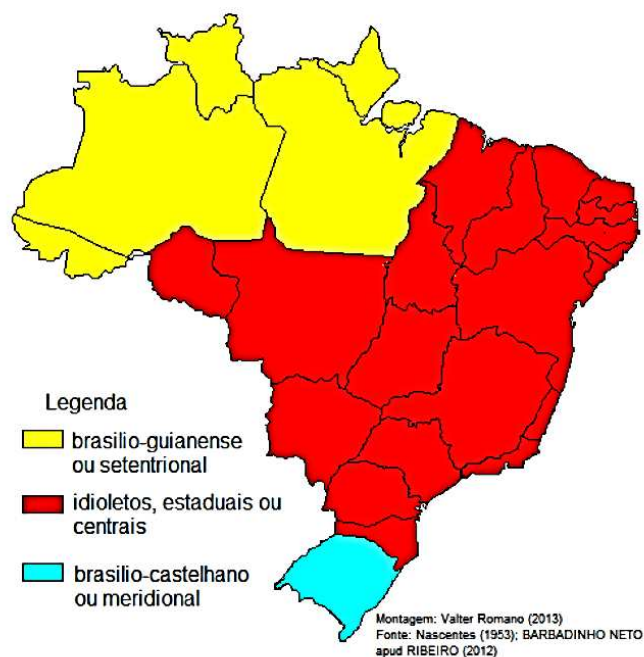 Legenda
brasilio-guianense
ou setentrional
idioletos, estaduais ou
centrais
brasilio-castelhano
ou meridional
Montagem: Valter Romano (2013)
Fonte: Nascentes (1953); BARBADINHO NETO
apud RIBEIRO (2012)